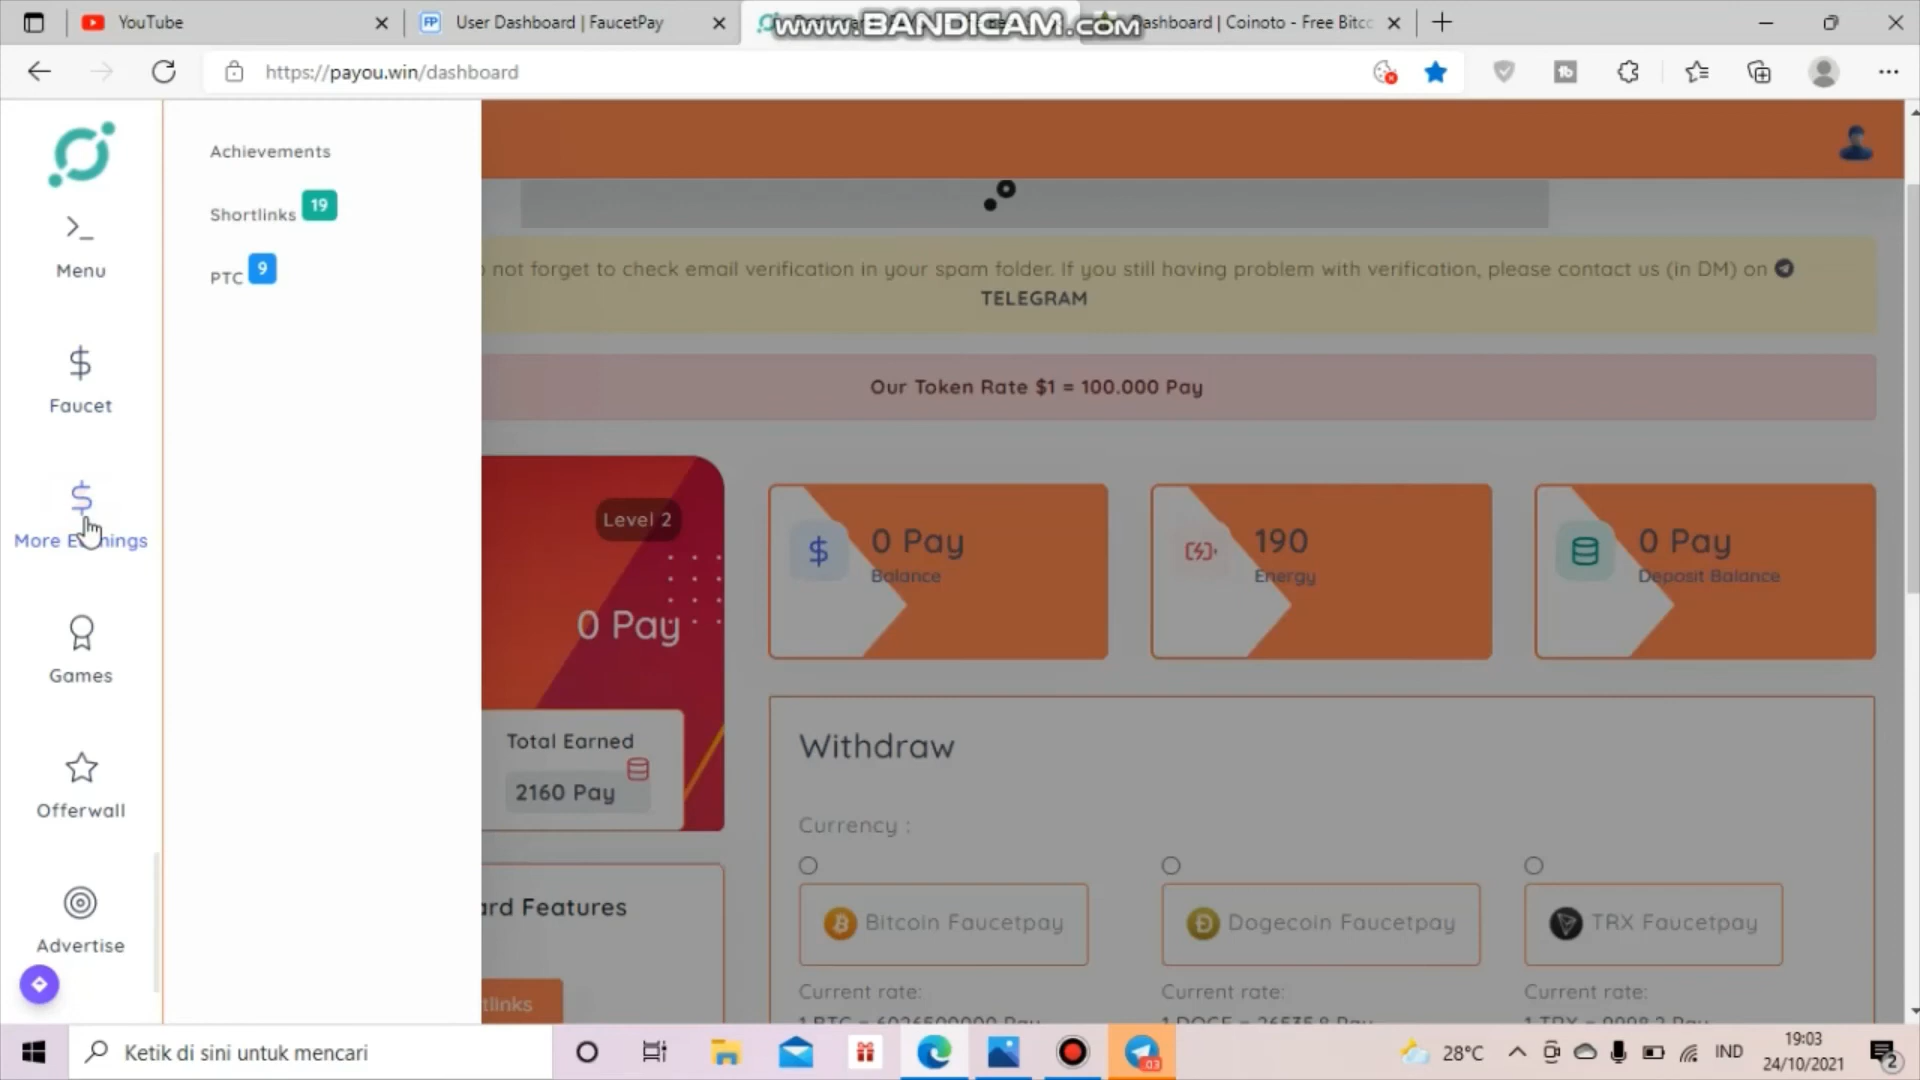 YouTube
User Dashboard | FaucetPay
www.BANDICAM.com
Dashboard | Coinoto - Free Bitcc
https://payou.win/dashboard
Achievements
Shortlinks 19
PTC 9
Menu
Faucet
More Earnings
Games
Offerwall
Advertise
not forget to check email verification in your spam folder. If you still having problem with verification, please contact us (in DM) on
TELEGRAM
Our Token Rate $1 = 100.000 Pay
Level 2
0 Pay
Total Earned
2160 Pay
0 Pay
Balance
190
Energy
0 Pay
Deposit Balance
Withdraw
Currency :
Bitcoin Faucetpay
Dogecoin Faucetpay
TRX Faucetpay
Current rate:
Current rate:
Current rate:
ard Features
tlinks
Ketik di sini untuk mencari
03
28°C
IND
19:03
24/10/2021
2